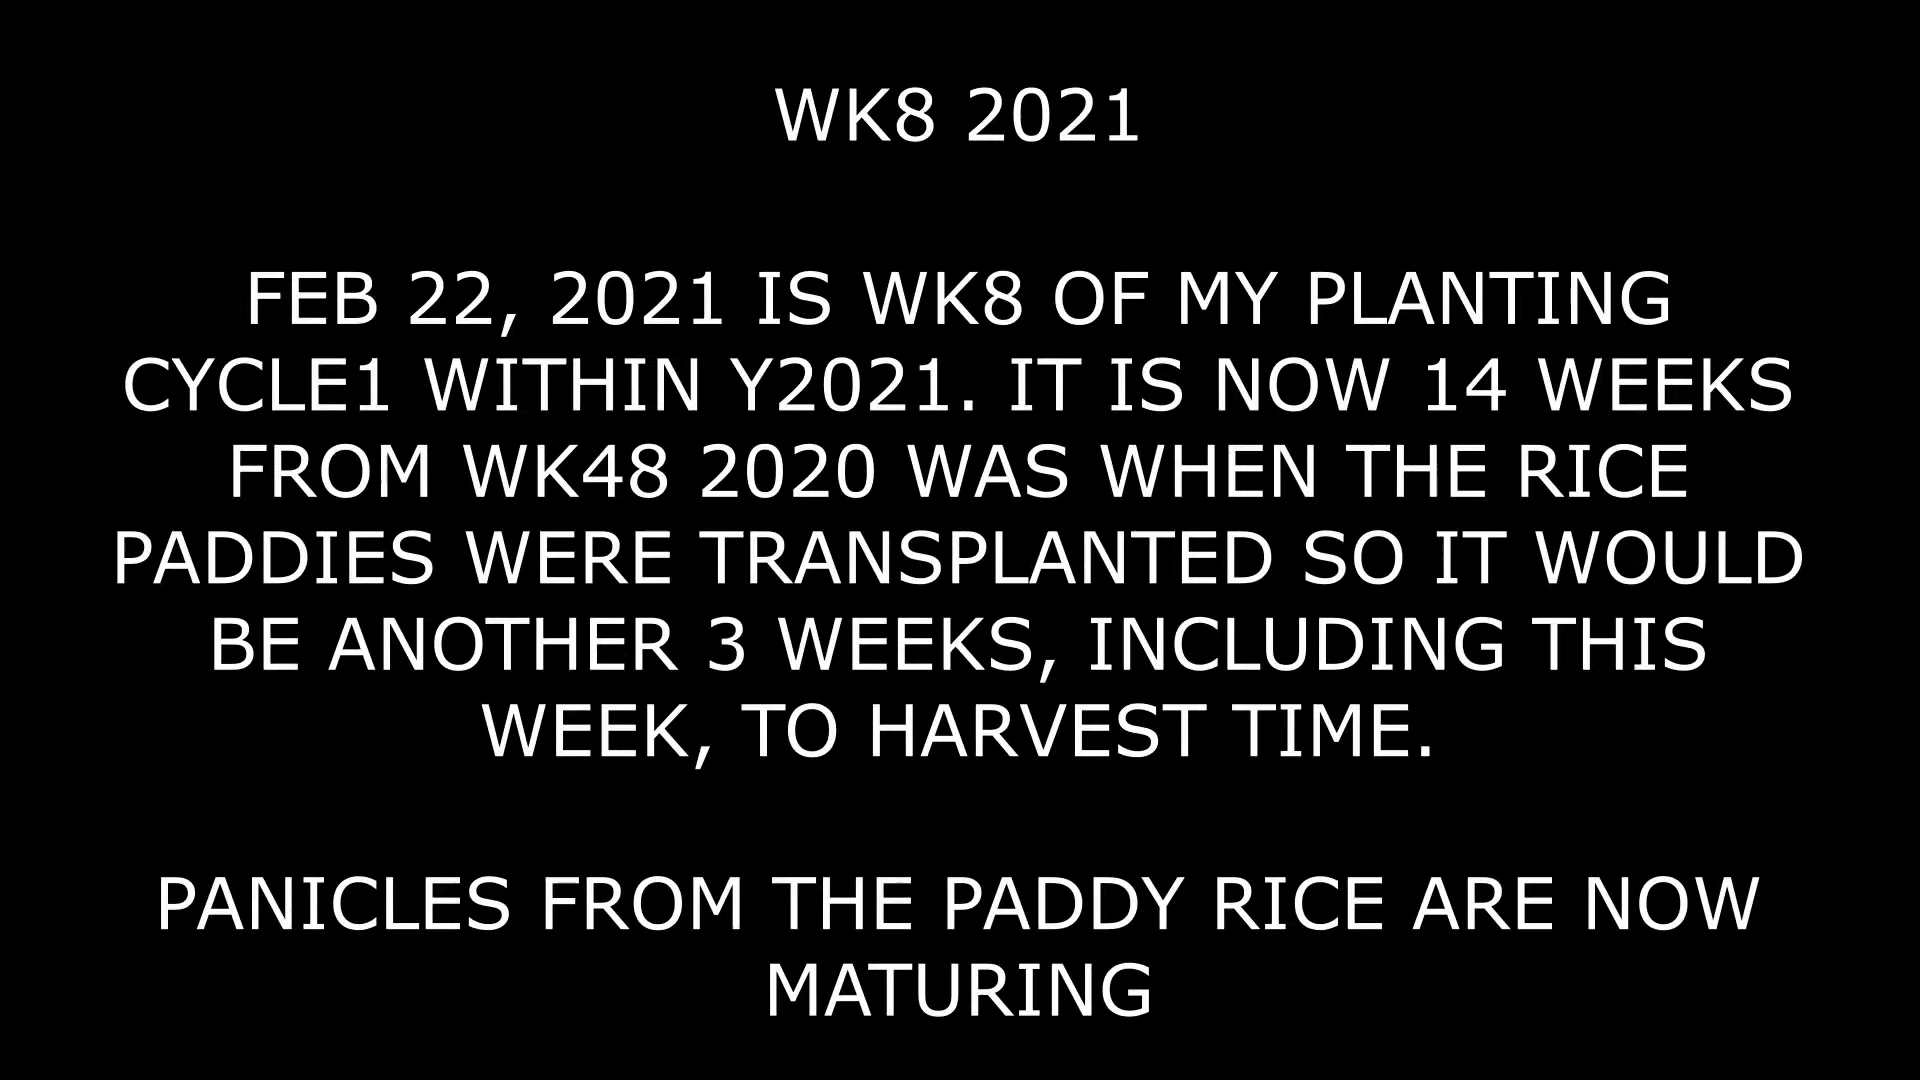 WK8 2021
FEB 22, 2021 IS WK8 OF MY PLANTING
CYCLE1 WITHIN Y2021. IT IS NOW 14 WEEKS
FROM WK48 2020 WAS WHEN THE RICE
PADDIES WERE TRANSPLANTED SO IT WOULD
BE ANOTHER 3 WEEKS, INCLUDING THIS
WEEK, TO HARVEST TIME.
PANICLES FROM THE PADDY RICE ARE NOW
MATURING